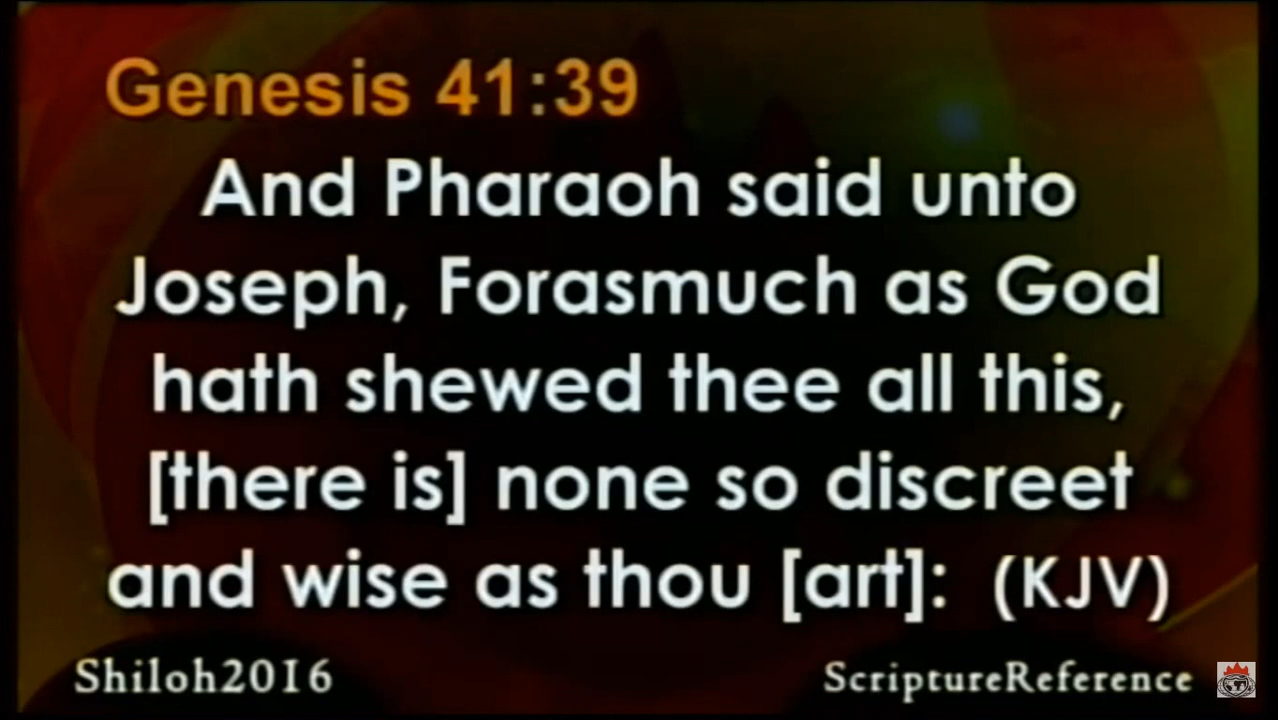 Genesis 41:39
And Pharaoh said unto
Joseph, Forasmuch as God
hath shewed thee all this,
[there is] none so discreet
and wise as thou [art]: (KJV)
Shiloh2016
ScriptureReference